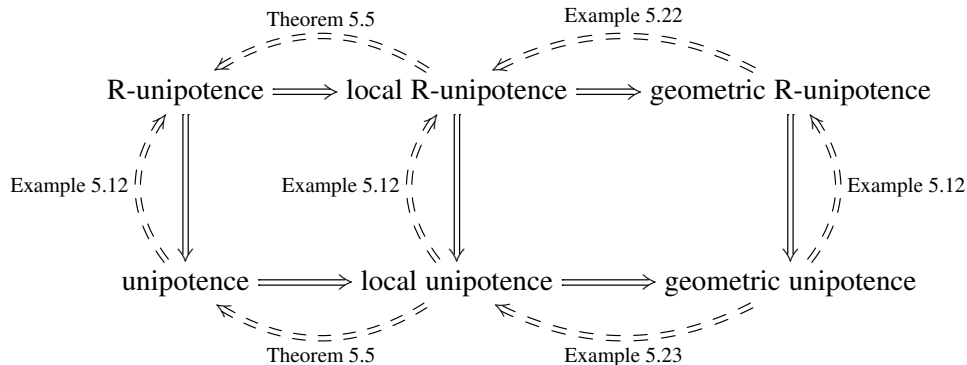 Theorem 5.5
Example 5.22
R-unipotence local R-unipotence geometric R-unipotence
Example 5.12 Example 5.12 Example 5.12
unipotence local unipotence geometric unipotence
Theorem 5.5
Example 5.23